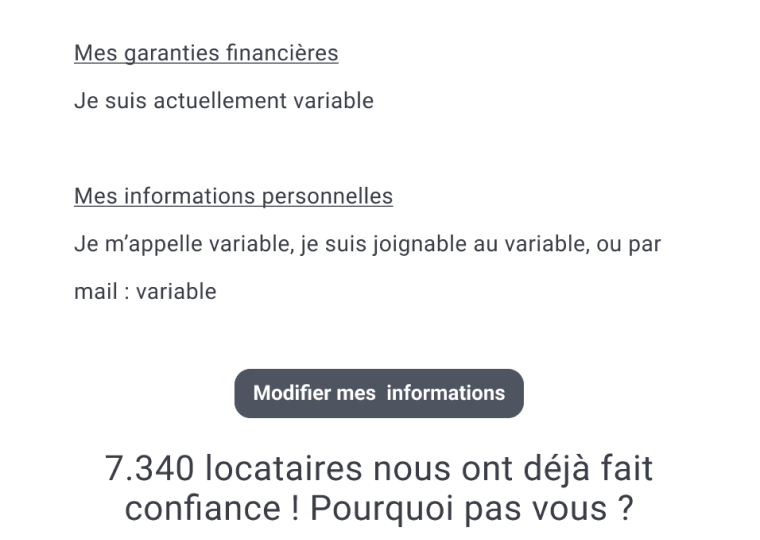 Mes garanties financières
Je suis actuellement variable
Mes informations personnelles
Je m’appelle variable, je suis joignable au variable, ou par
mail : variable
Modifier mes  informations
7.340 locataires nous ont déjà fait
confiance ! Pourquoi pas vous ?